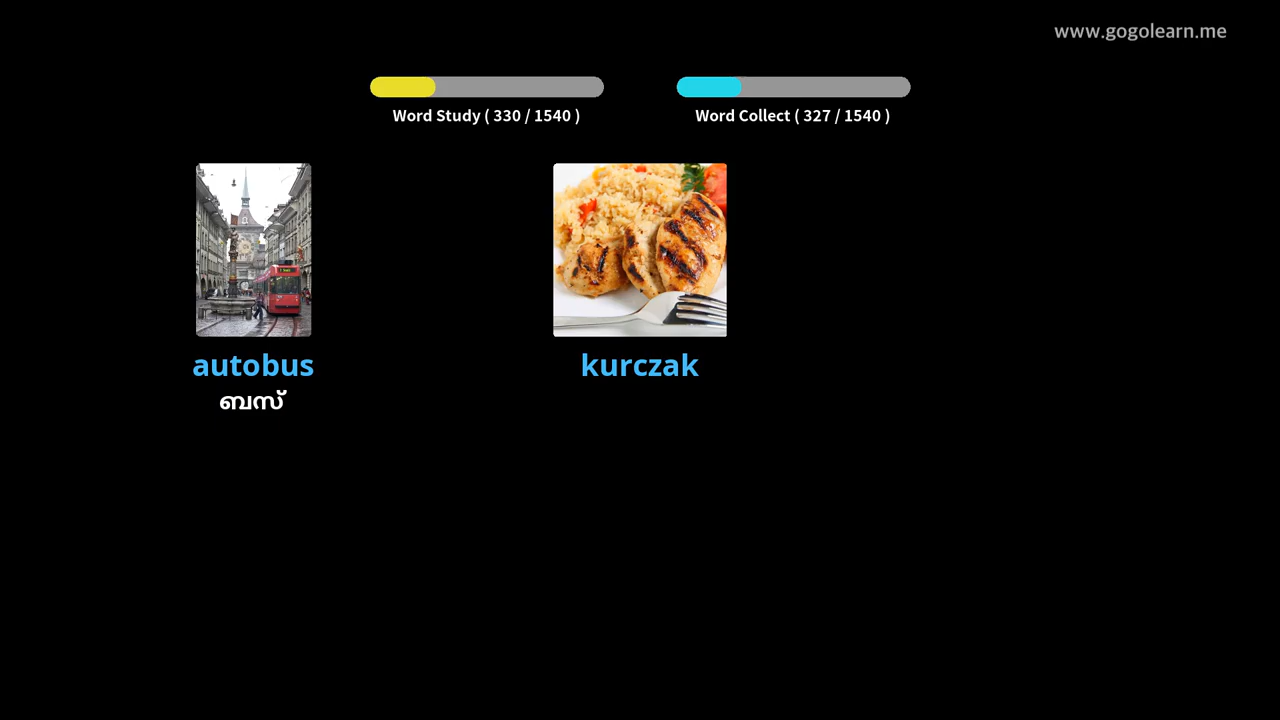 www.gogolearn.me
Word Study ( 330 / 1540 )
Word Collect ( 327 / 1540 )
autobus
ബസ്
kurczak